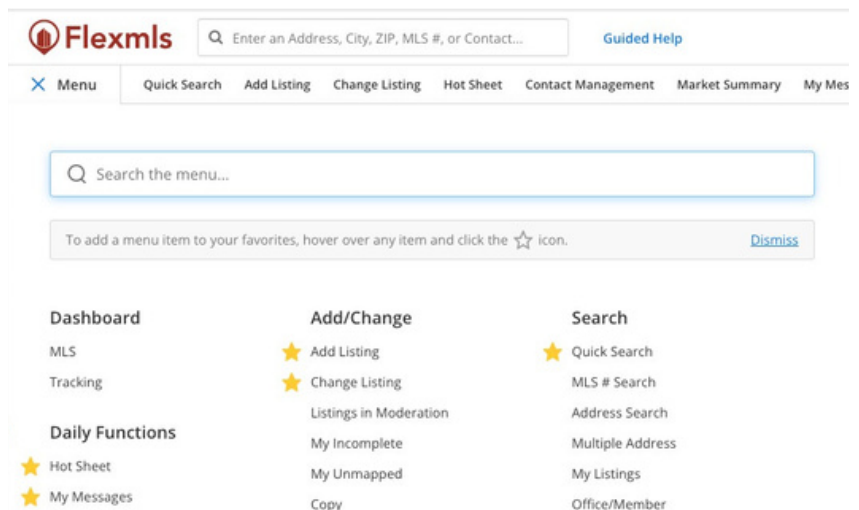 Flexmls Enter an Address, City, ZIP, MLS #, or Contact... Guided Help
Menu Quick Search Add Listing Change Listing Hot Sheet Contact Management Market Summary My Mes
Search the menu...
To add a menu item to your favorites, hover over any item and click the icon. Dismiss
Dashboard
MLS
Tracking
Daily Functions
Hot Sheet
My Messages
Add/Change
Add Listing
Change Listing
Listings in Moderation
My Incomplete
My Unmapped
Copy
Search
Quick Search
MLS # Search
Address Search
Multiple Address
My Listings
Office/Member